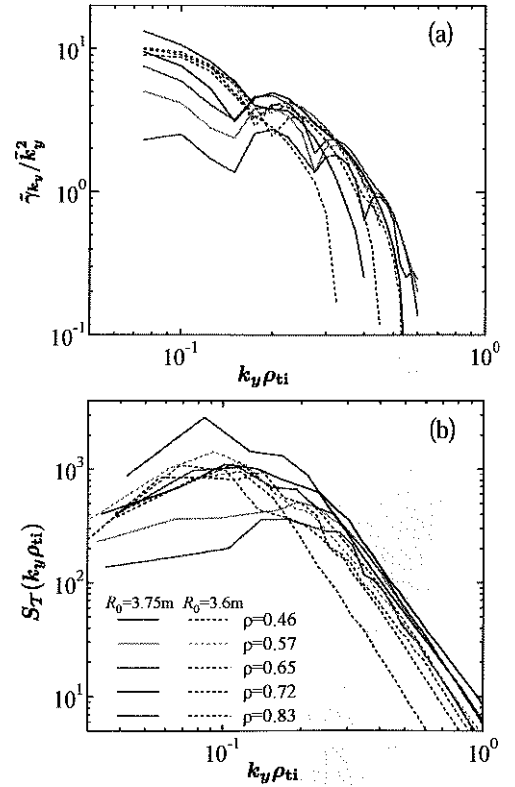 (a)
10^1
10^0
10^-1
γ̃_{k_y}/k̃_y^2
10^-1
10^0
k_yρ_ti
(b)
10^3
10^2
10^1
S_T(k_yρ_ti)
R_0=3.75m R_0=3.6m
ρ=0.46
ρ=0.57
ρ=0.65
ρ=0.72
ρ=0.83
10^-1
10^0
k_yρ_ti